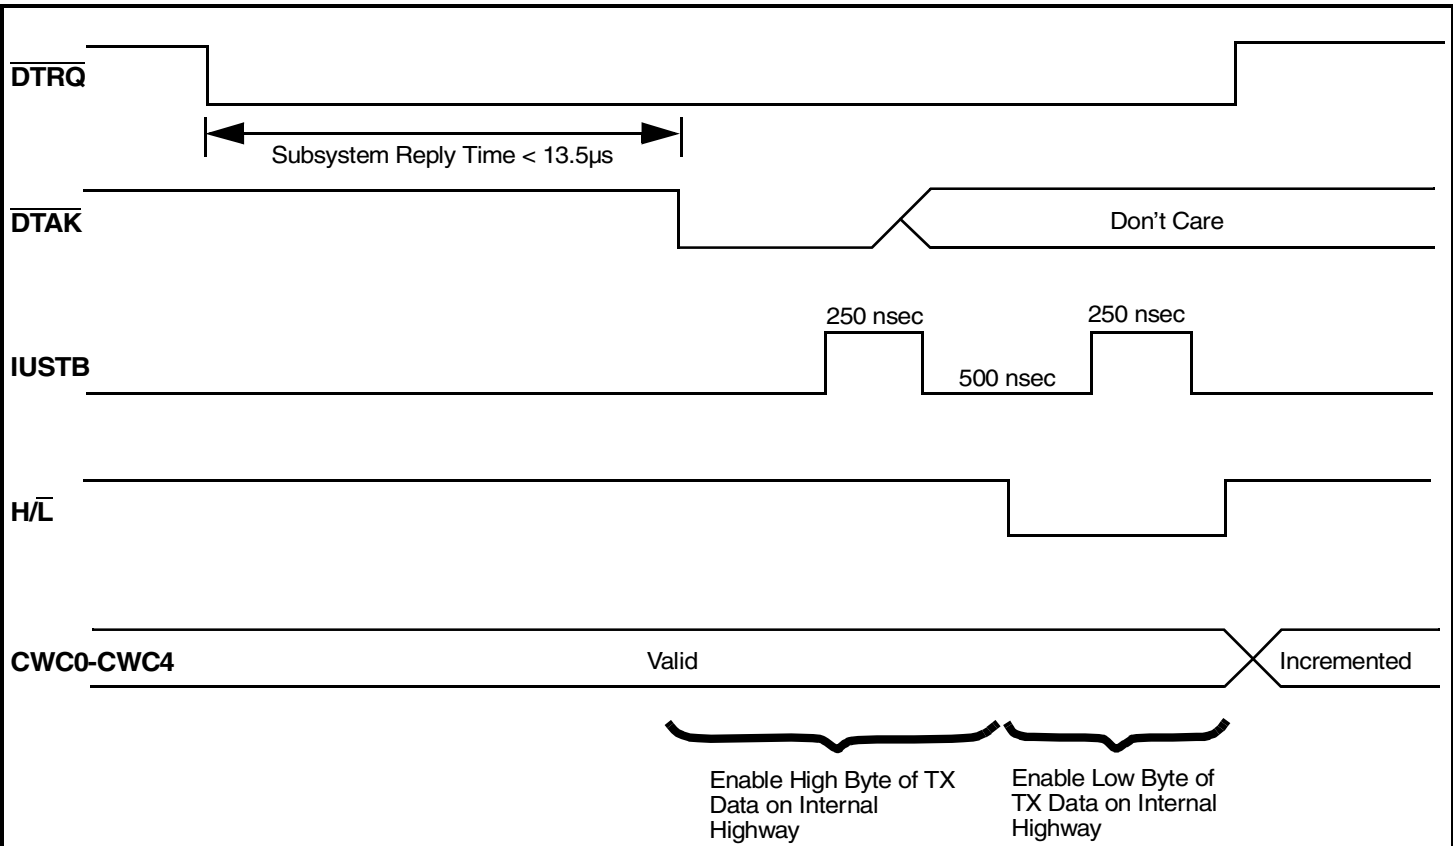 DTRQ
Subsystem Reply Time < 13.5µs
DTAK
Don't Care
250 nsec
250 nsec
IUSTB
500 nsec
H/L
CWC0-CWC4
Valid
Incremented
Enable High Byte of TX
Data on Internal
Highway
Enable Low Byte of
TX Data on Internal
Highway